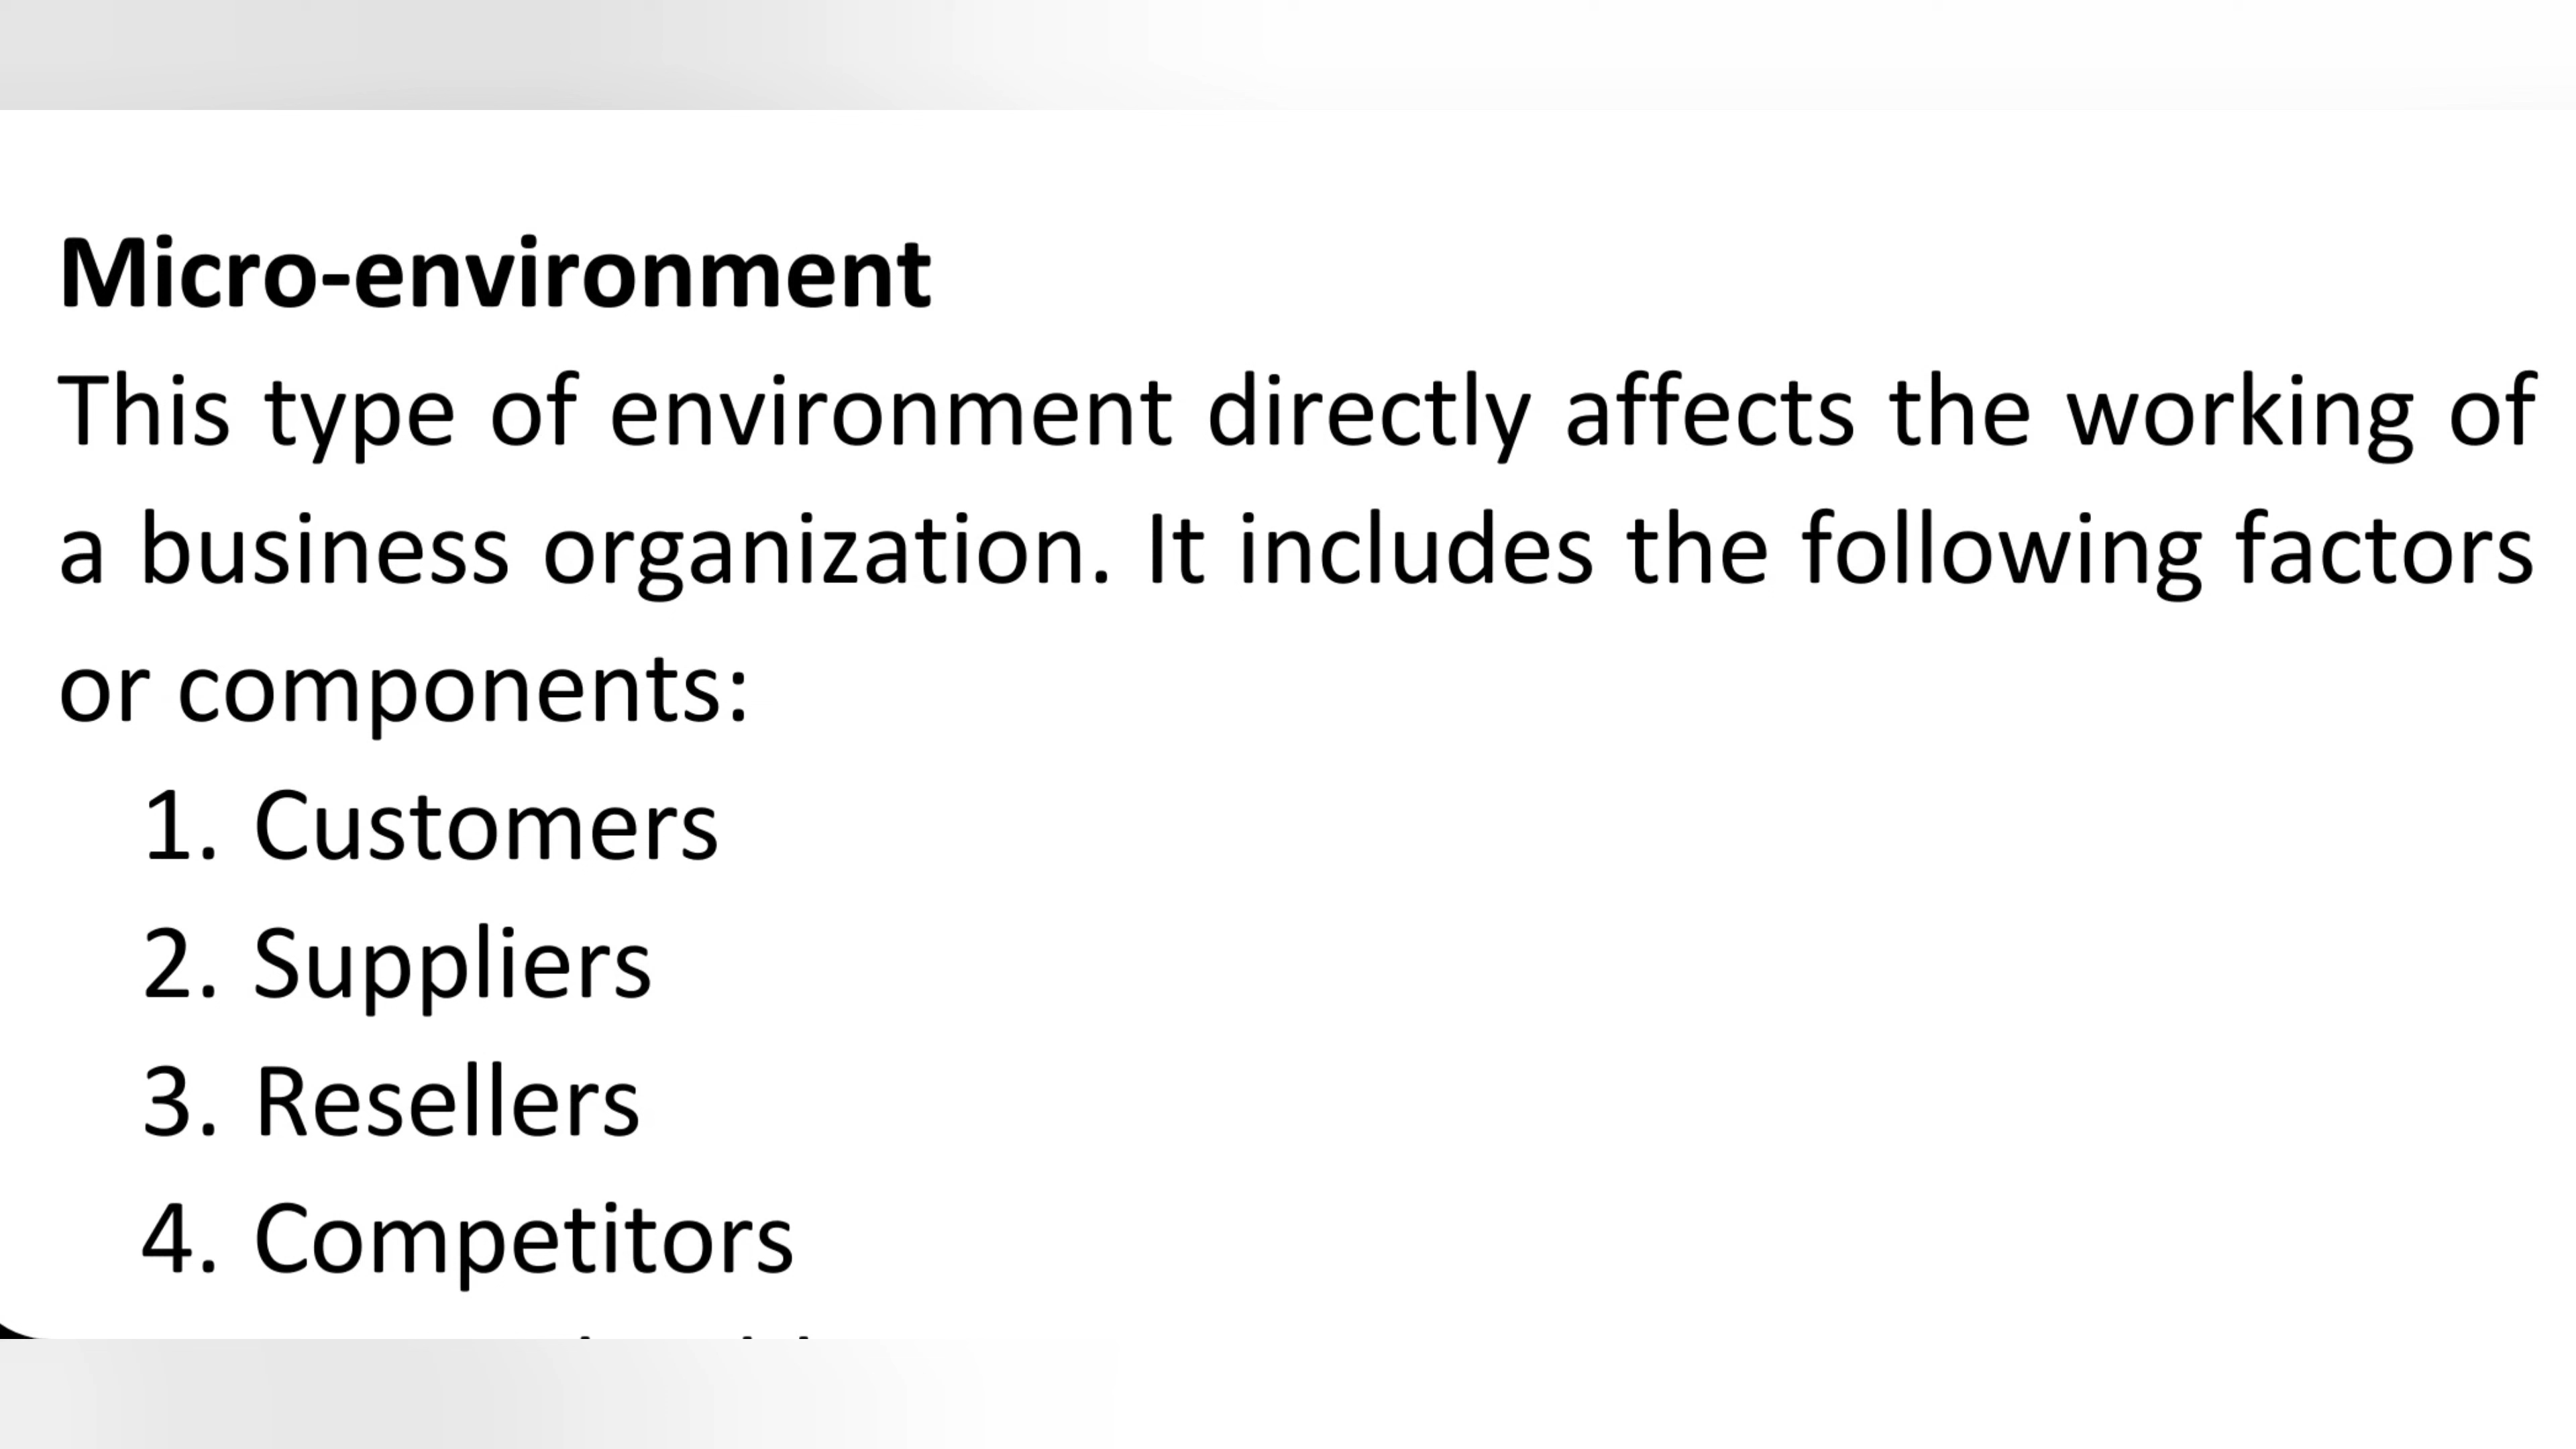 Micro-environment
This type of environment directly affects the working of
a business organization. It includes the following factors
or components:
1. Customers
2. Suppliers
3. Resellers
4. Competitors